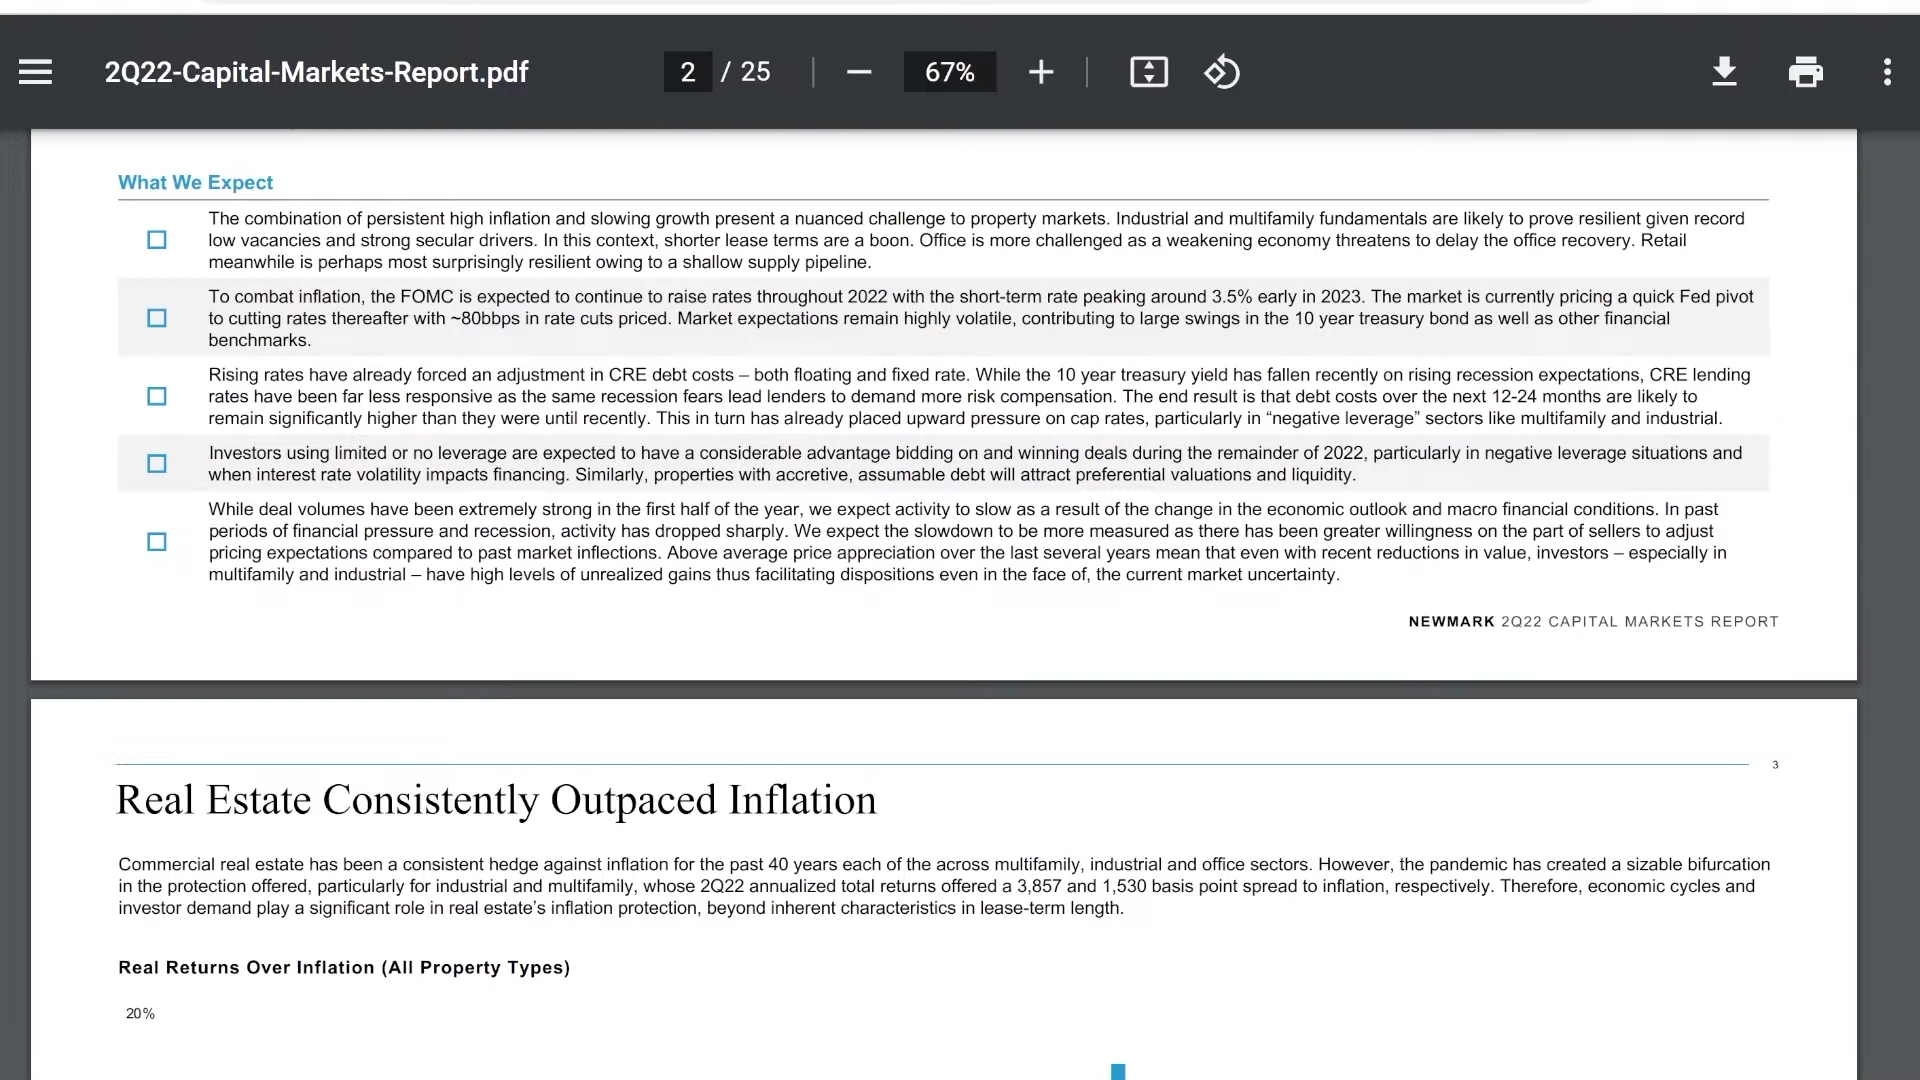 2Q22-Capital-Markets-Report.pdf 2 / 25 67%
What We Expect
The combination of persistent high inflation and slowing growth present a nuanced challenge to property markets. Industrial and multifamily fundamentals are likely to prove resilient given record
low vacancies and strong secular drivers. In this context, shorter lease terms are a boon. Office is more challenged as a weakening economy threatens to delay the office recovery. Retail
meanwhile is perhaps most surprisingly resilient owing to a shallow supply pipeline.
To combat inflation, the FOMC is expected to continue to raise rates throughout 2022 with the short-term rate peaking around 3.5% early in 2023. The market is currently pricing a quick Fed pivot
to cutting rates thereafter with ~80bbps in rate cuts priced. Market expectations remain highly volatile, contributing to large swings in the 10 year treasury bond as well as other financial
benchmarks.
Rising rates have already forced an adjustment in CRE debt costs – both floating and fixed rate. While the 10 year treasury yield has fallen recently on rising recession expectations, CRE lending
rates have been far less responsive as the same recession fears lead lenders to demand more risk compensation. The end result is that debt costs over the next 12-24 months are likely to
remain significantly higher than they were until recently. This in turn has already placed upward pressure on cap rates, particularly in “negative leverage” sectors like multifamily and industrial.
Investors using limited or no leverage are expected to have a considerable advantage bidding on and winning deals during the remainder of 2022, particularly in negative leverage situations and
when interest rate volatility impacts financing. Similarly, properties with accretive, assumable debt will attract preferential valuations and liquidity.
While deal volumes have been extremely strong in the first half of the year, we expect activity to slow as a result of the change in the economic outlook and macro financial conditions. In past
periods of financial pressure and recession, activity has dropped sharply. We expect the slowdown to be more measured as there has been greater willingness on the part of sellers to adjust
pricing expectations compared to past market inflections. Above average price appreciation over the last several years mean that even with recent reductions in value, investors – especially in
multifamily and industrial – have high levels of unrealized gains thus facilitating dispositions even in the face of, the current market uncertainty.
NEWMARK 2Q22 CAPITAL MARKETS REPORT
3
Real Estate Consistently Outpaced Inflation
Commercial real estate has been a consistent hedge against inflation for the past 40 years each of the across multifamily, industrial and office sectors. However, the pandemic has created a sizable bifurcation
in the protection offered, particularly for industrial and multifamily, whose 2Q22 annualized total returns offered a 3,857 and 1,530 basis point spread to inflation, respectively. Therefore, economic cycles and
investor demand play a significant role in real estate’s inflation protection, beyond inherent characteristics in lease-term length.
Real Returns Over Inflation (All Property Types)
20%